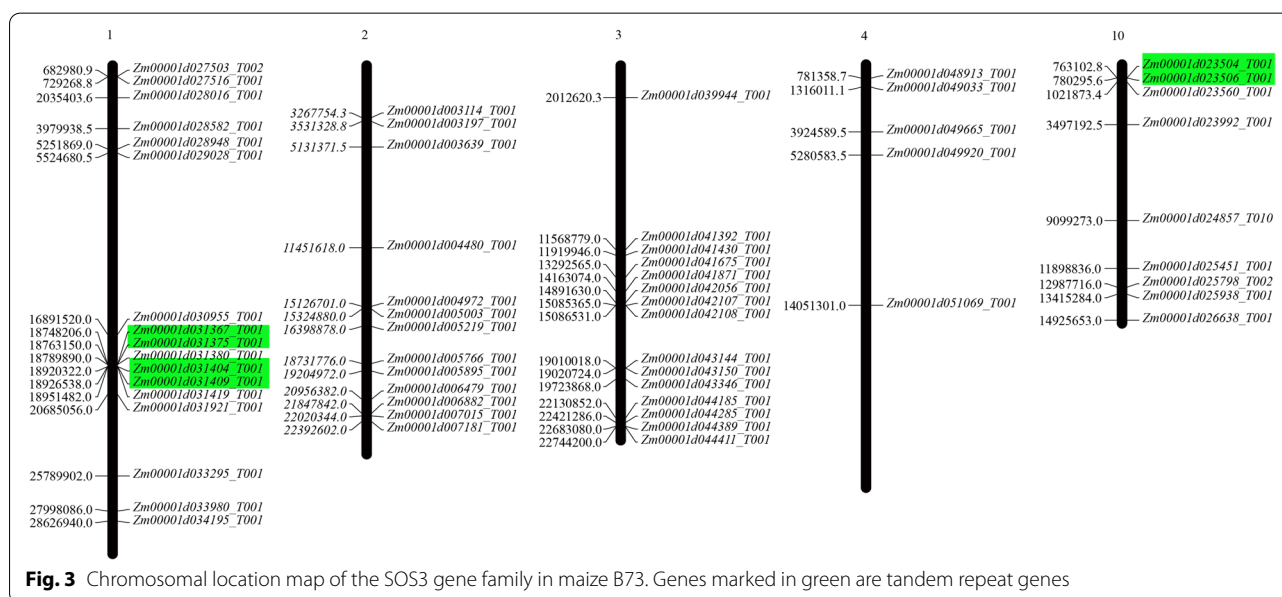 1
682980.9 Zm00001d027503_T002
729268.8 Zm00001d027516_T001
2035403.6 Zm00001d028016_T001
3979938.5 Zm00001d028582_T001
5251869.0 Zm00001d028948_T001
5524680.5 Zm00001d029028_T001
16891520.0 Zm00001d030955_T001
18748206.0 Zm00001d031367_T001
18763150.0 Zm00001d031375_T001
18789890.0 Zm00001d031380_T001
18920322.0 Zm00001d031404_T001
18926538.0 Zm00001d031409_T001
18951482.0 Zm00001d031419_T001
20685056.0 Zm00001d031921_T001
25789902.0 Zm00001d033295_T001
27998086.0 Zm00001d033980_T001
28626940.0 Zm00001d034195_T001
2
3267754.3 Zm00001d003114_T001
3531328.8 Zm00001d003197_T001
5131371.5 Zm00001d003639_T001
11451618.0 Zm00001d004480_T001
15126701.0 Zm00001d004972_T001
15324880.0 Zm00001d005003_T001
16398878.0 Zm00001d005219_T001
18731776.0 Zm00001d005766_T001
19204972.0 Zm00001d005895_T001
20956382.0 Zm00001d006479_T001
21847842.0 Zm00001d006882_T001
22020344.0 Zm00001d007015_T001
22392602.0 Zm00001d007181_T001
3
2012620.3 Zm00001d039944_T001
11568779.0 Zm00001d041392_T001
11919946.0 Zm00001d041430_T001
13292565.0 Zm00001d041675_T001
14163074.0 Zm00001d041871_T001
14891630.0 Zm00001d042056_T001
15085365.0 Zm00001d042107_T001
15086531.0 Zm00001d042108_T001
19010018.0 Zm00001d043144_T001
19020724.0 Zm00001d043150_T001
19723868.0 Zm00001d043346_T001
22130852.0 Zm00001d044185_T001
22421286.0 Zm00001d044285_T001
22683080.0 Zm00001d044389_T001
22744200.0 Zm00001d044411_T001
4
781358.7 Zm00001d048913_T001
1316011.1 Zm00001d049033_T001
3924589.5 Zm00001d049665_T001
5280583.5 Zm00001d049920_T001
14051301.0 Zm00001d051069_T001
10
763102.8 Zm00001d023504_T001
780295.6 Zm00001d023506_T001
1021873.4 Zm00001d023560_T001
3497192.5 Zm00001d023992_T001
9099273.0 Zm00001d024857_T010
11898836.0 Zm00001d025451_T001
12987716.0 Zm00001d025798_T002
13415284.0 Zm00001d025938_T001
14925653.0 Zm00001d026638_T001
Fig. 3 Chromosomal location map of the SOS3 gene family in maize B73. Genes marked in green are tandem repeat genes